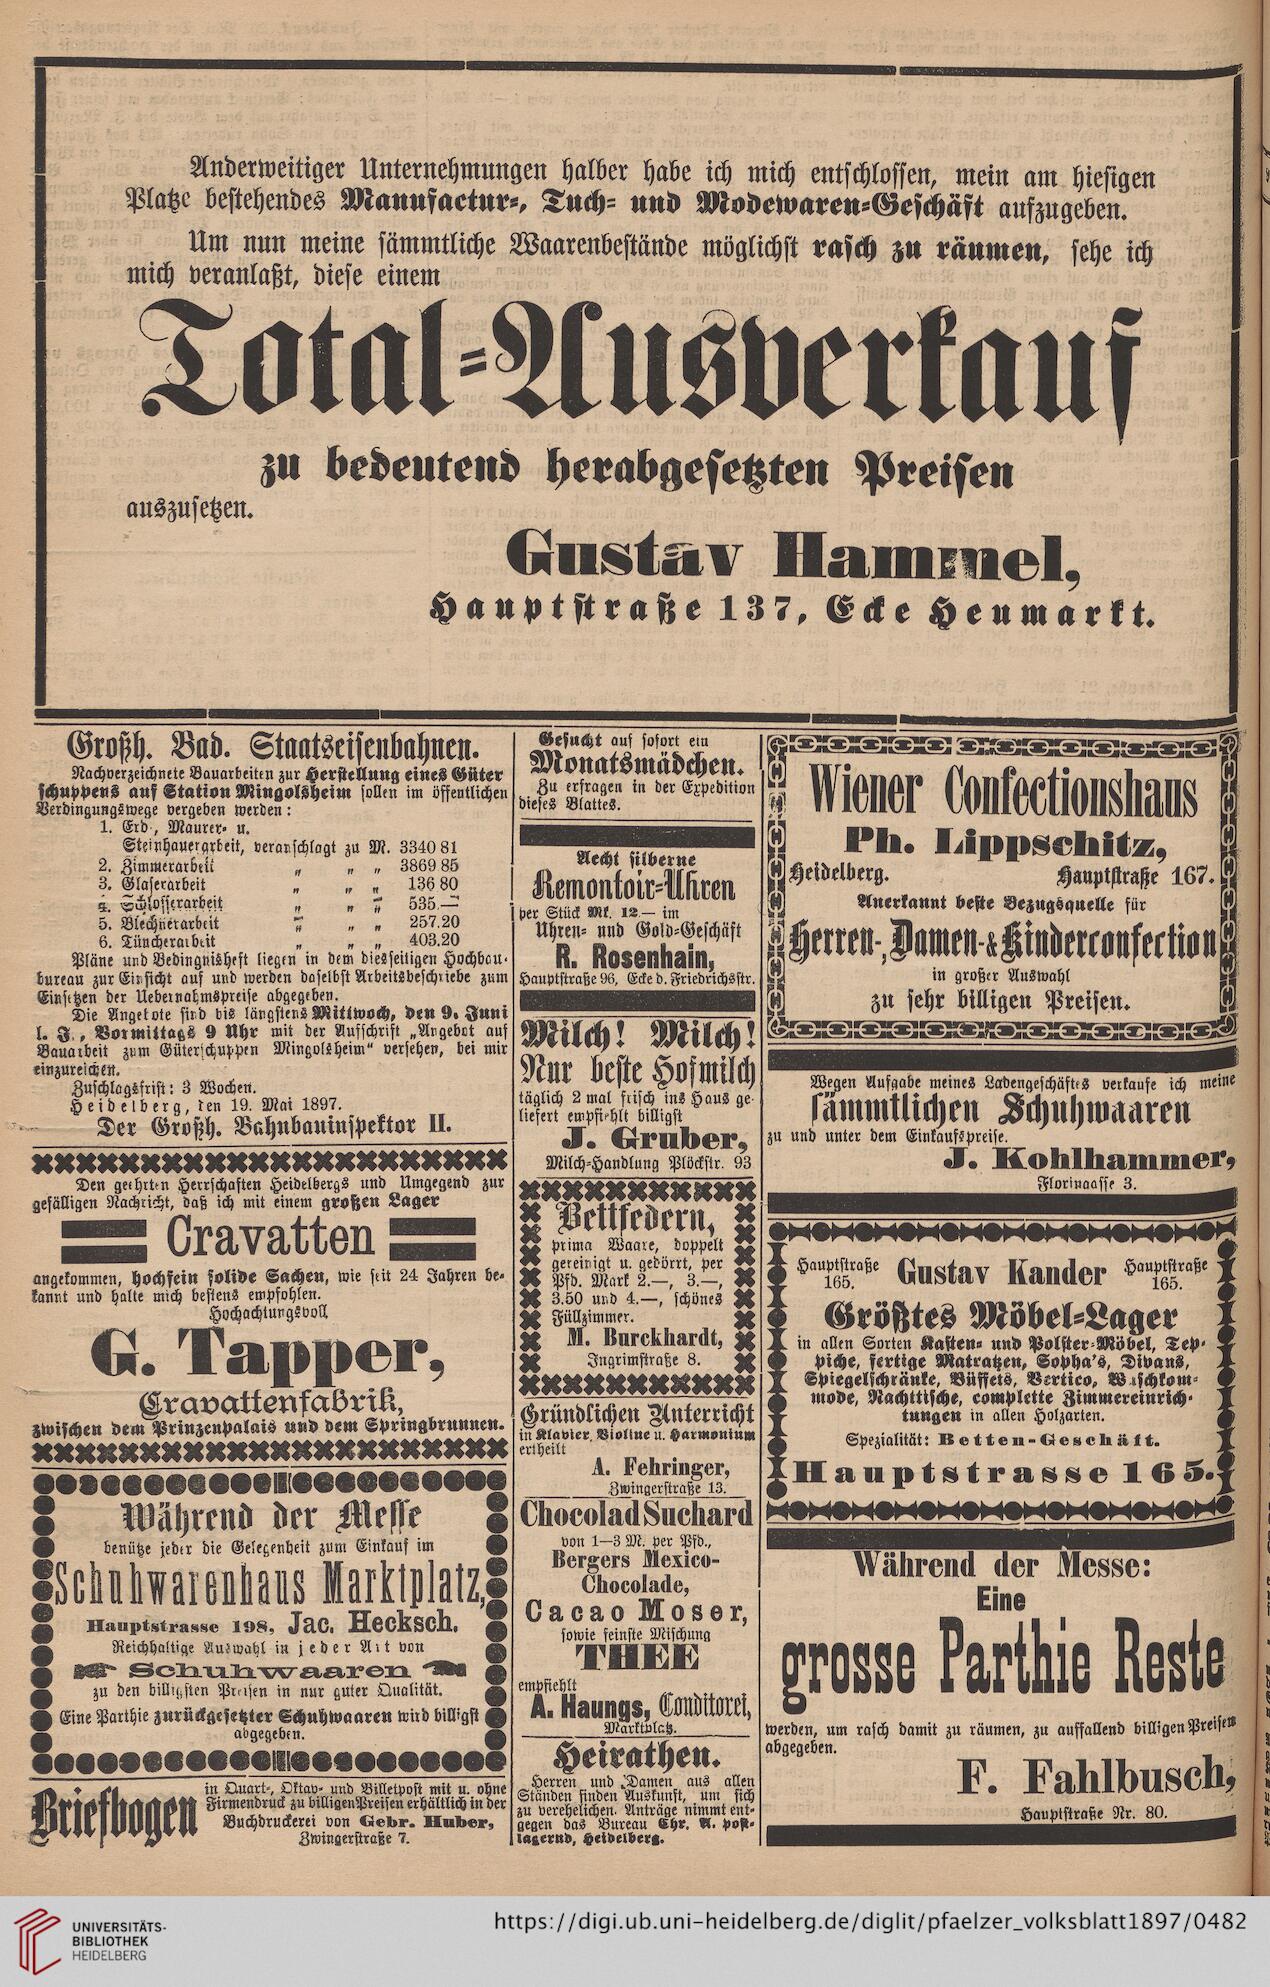 Anderweitiger Unternehmungen halber habe ich mich entschlossen, mein am hiesigen
Platze bestehendes Manufactur-, Tuch- und Modewaren-Geschäft aufzugeben.
Um nun meine sämmtliche Waarenbestände möglichst rasch zu räumen, sehe ich
mich veranlaßt, diese einem
Total-Ausverkauf
zu bedeutend herabgesetzten Preisen
auszusetzen.
Gustav Hammel,
Hauptstraße 137, Ecke Heumarkt.
Großh. Bad. Staatseisenbahnen.
Nachverzeichnete Bauarbeiten zur Herstellung eines Güter
schuppens auf Station Mingolsheim sollen im öffentlichen
Verdingungswege vergeben werden:
1. Erd-, Maurer- u.
Steinhauerarbeit, veranschlagt zu M. 3340 81
2. Zimmerarbeit „ „ „ 3869 85
3. Glaserarbeit „ „ „ 136 80
4. Schlosserarbeit „ „ „ 535.—
5. Blechnerarbeit „ „ „ 257.20
6. Tüncherarbeit „ „ „ 403.20
Pläne und Bedingnisheft liegen in dem diesseitigen Hochbau-
bureau zur Einsicht auf und werden daselbst Arbeitsbeschriebe zum
Einsetzen der Uebernahmspreise abgegeben.
Die Angebote sind bis längstens Mittwoch, den 9. Juni
l. J., Vormittags 9 Uhr mit der Aufschrift „Angebot auf
Bauarbeit zum Güterschuppen Mingolsheim“ versehen, bei mir
einzureichen.
Zuschlagsfrist: 3 Wochen.
Heidelberg, den 19. Mai 1897.
Der Großh. Bahnbauinspektor II.
Den geehrten Herrschaften Heidelbergs und Umgegend zur
gefälligen Nachricht, daß ich mit einem großen Lager
Cravatten
angekommen, hochfein solide Sachen, wie seit 24 Jahren be-
kannt und halte mich bestens empfohlen.
Hochachtungsvoll
G. Tapper,
Cravattenfabrik,
zwischen dem Prinzenpalais und dem Springbrunnen.
Während der Messe
benütze jeder die Gelegenheit zum Einkauf im
Schuhwarenhaus Marktplatz,
Hauptstrasse 198, Jac. Hecksch.
Reichhaltige Auswahl in jeder Art von
Schuhwaaren
zu den billigsten Preisen in nur guter Qualität.
Eine Parthie zurückgesetzter Schuhwaaren wird billigst
abgegeben.
Briefbogen
in Quart-, Oktav- und Billetpost mit u. ohne
Firmendruck zu billigen Preisen erhältlich in der
Buchdruckerei von Gebr. Huber,
Zwingerstraße 7.
Gesucht auf sofort ein
Monatsmädchen.
Zu erfragen in der Expedition
dieses Blattes.
Aecht silberne
Remontoir-Uhren
per Stück Mk. 12.— im
Uhren- und Gold-Geschäft
R. Rosenhain,
Hauptstraße 96, Ecke d. Friedrichsstr.
Milch! Milch!
Nur beste Hofmilch
täglich 2 mal frisch ins Haus ge-
liefert empfiehlt billigst
J. Gruber,
Milch-Handlung Plöckstr. 93
Bettfedern,
prima Waare, doppelt
gereinigt u. gedörrt, per
Pfd. Mark 2.—, 3.—,
3.50 und 4.—, schönes
Füllzimmer.
M. Burckhardt,
Ingrimstraße 8.
Gründlichen Unterricht
in Klavier, Violine u. Harmonium
ertheilt
A. Fehringer,
Zwingerstraße 13.
Chocolad Suchard
von 1—3 M. per Pfd.,
Bergers Mexico-
Chocolade,
Cacao Moser,
sowie feinste Mischung
THEE
empfiehlt
A. Haungs, Conditorei,
Marktplatz.
Heirathen.
Herren und Damen aus allen
Ständen finden Auskunft, um sich
zu verehelichen. Anträge nimmt ent-
gegen das Bureau Chr. A. post-
lagernd, Heidelberg.
Wiener Confectionshaus
Ph. Lippschitz,
Heidelberg. Hauptstraße 167.
Anerkannt beste Bezugsquelle für
Herren-, Damen- & Kinderconfection
in großer Auswahl
zu sehr billigen Preisen.
Wegen Aufgabe meines Ladengeschäftes verkaufe ich meine
sämmtlichen Schuhwaaren
zu und unter dem Einkaufspreise.
J. Kohlhammer,
Floringasse 3.
Hauptstraße 165. Gustav Kander Hauptstraße 165.
Größtes Möbel-Lager
in allen Sorten Kasten- und Polster-Möbel, Tep-
piche, fertige Matratzen, Sopha's, Divans,
Spiegelschränke, Büffets, Vertico, Waschkom-
mode, Nachttische, complette Zimmereinrich-
tungen in allen Holzarten.
Spezialität: Betten-Geschäft.
Hauptstrasse 165.
Während der Messe:
Eine
grosse Parthie Reste
werden, um rasch damit zu räumen, zu auffallend billigen Preisen
abgegeben.
F. Fahlbusch,
Hauptstraße Nr. 80.
UNIVERSITÄTS-
BIBLIOTHEK
HEIDELBERG
https://digi.ub.uni-heidelberg.de/diglit/pfaelzer_volksblatt1897/0482